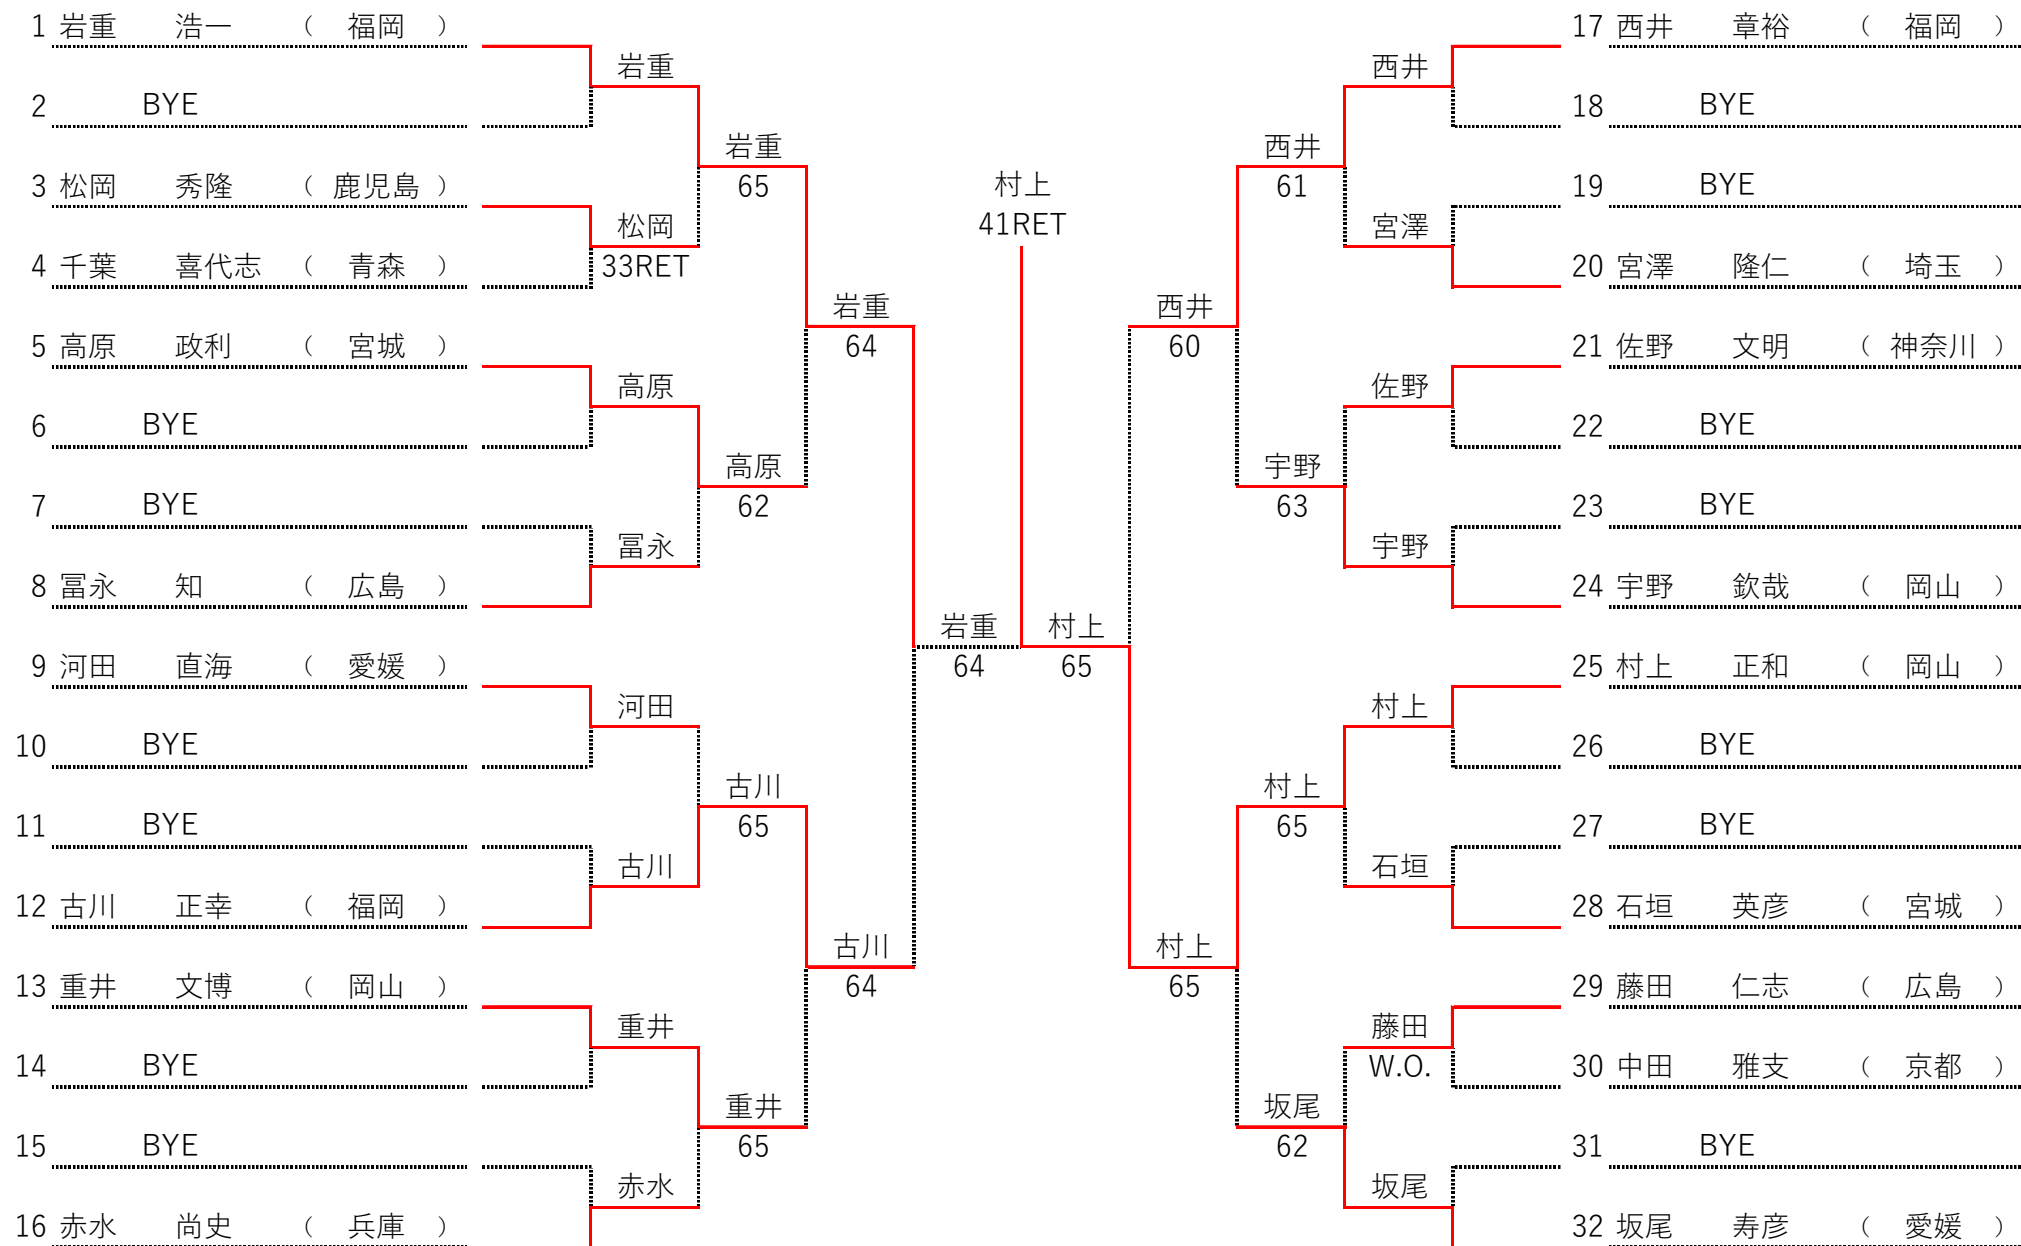 1 岩重 浩一 ( 福岡 )
2 BYE
3 松岡 秀隆 ( 鹿児島 )
4 千葉 喜代志 ( 青森 )
5 高原 政利 ( 宮城 )
6 BYE
7 BYE
8 冨永 知 ( 広島 )
9 河田 直海 ( 愛媛 )
10 BYE
11 BYE
12 古川 正幸 ( 福岡 )
13 重井 文博 ( 岡山 )
14 BYE
15 BYE
16 赤水 尚史 ( 兵庫 )
岩重
松岡
33RET
高原
冨永
河田
古川
重井
赤水
岩重
65
高原
62
古川
65
重井
65
岩重
64
古川
64
岩重
64
村上
41RET
村上
65
西井
60
村上
65
西井
61
宇野
63
村上
65
坂尾
62
西井
宮澤
佐野
宇野
村上
石垣
藤田
W.O.
坂尾
17 西井 章裕 ( 福岡 )
18 BYE
19 BYE
20 宮澤 隆仁 ( 埼玉 )
21 佐野 文明 ( 神奈川 )
22 BYE
23 BYE
24 宇野 欽哉 ( 岡山 )
25 村上 正和 ( 岡山 )
26 BYE
27 BYE
28 石垣 英彦 ( 宮城 )
29 藤田 仁志 ( 広島 )
30 中田 雅支 ( 京都 )
31 BYE
32 坂尾 寿彦 ( 愛媛 )